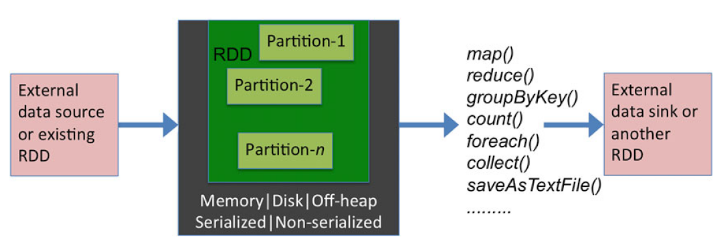 External
data source
or existing
RDD
RDD
Partition-1
Partition-2
Partition-n
Memory|Disk|Off-heap
Serialized|Non-serialized
map()
reduce()
groupByKey()
count()
foreach()
collect()
saveAsTextFile()
.........
External
data sink or
another
RDD